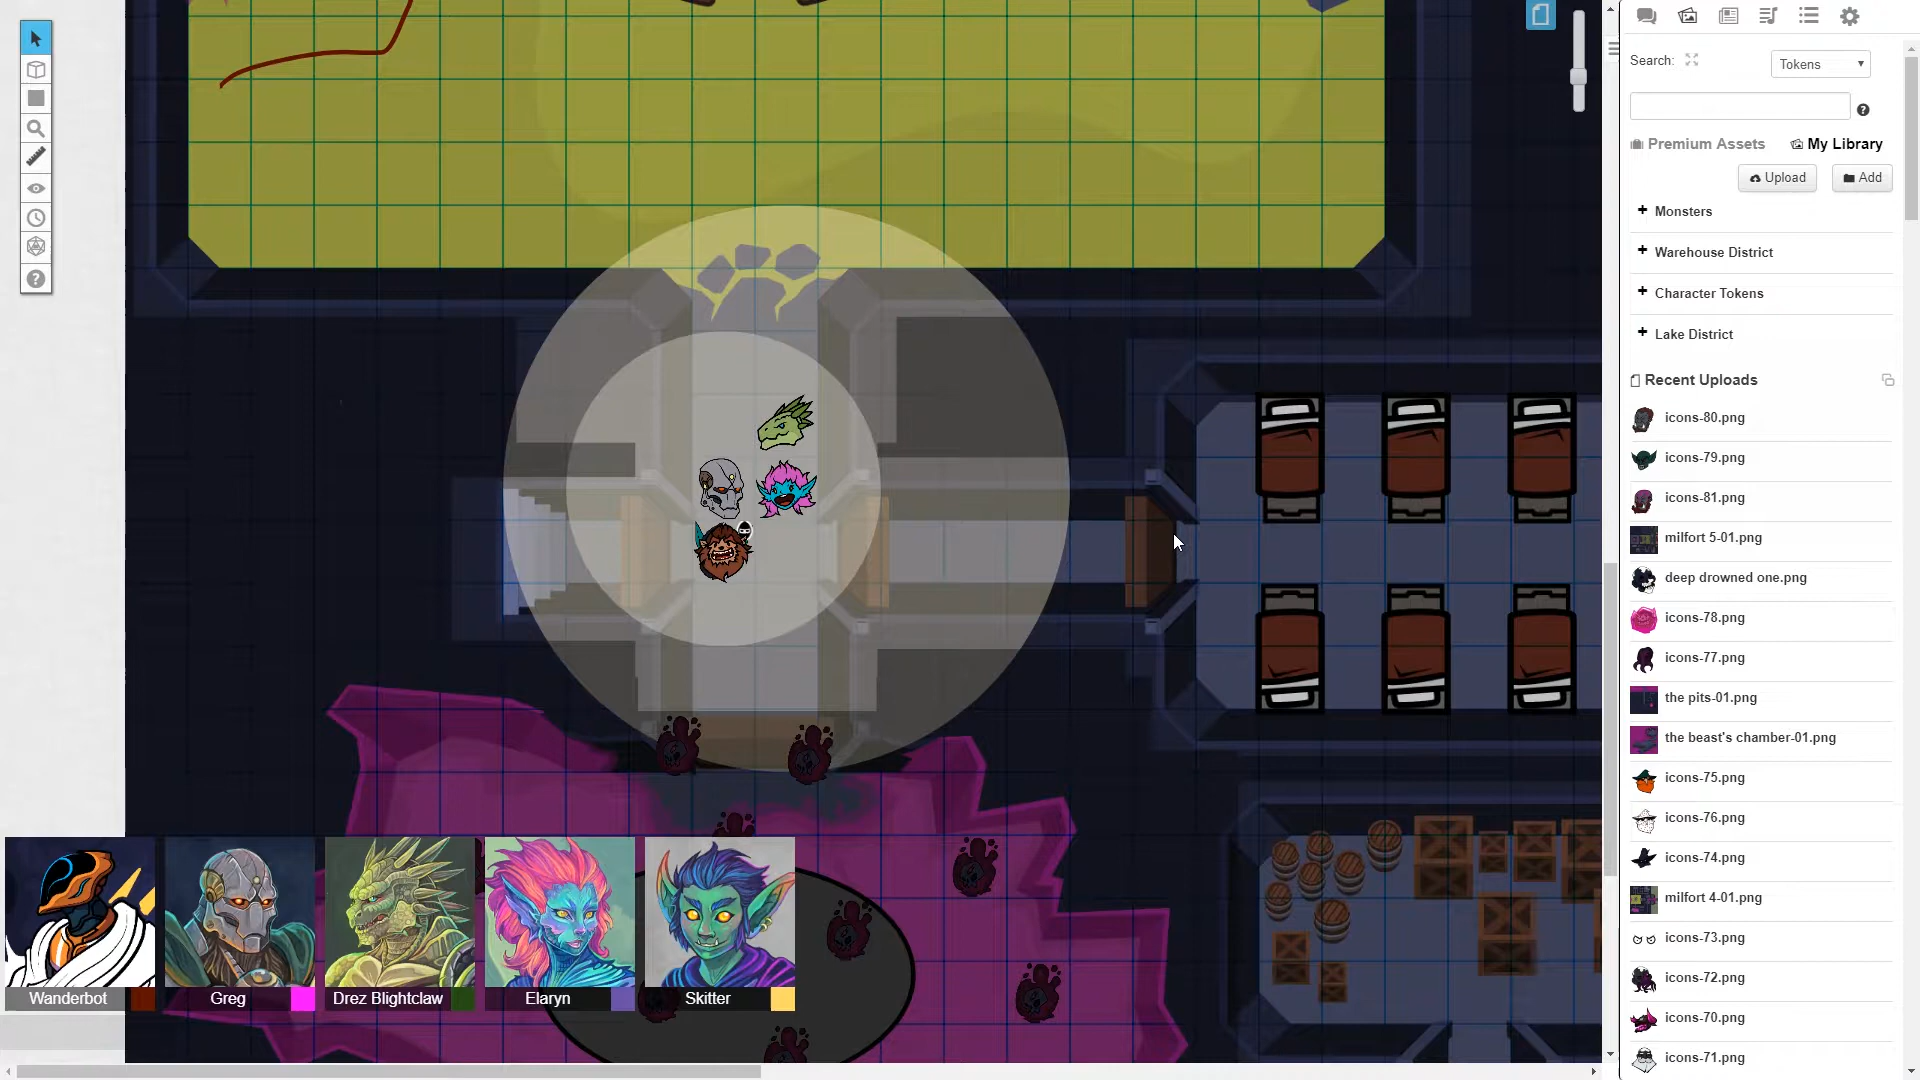 Search:
Tokens
Premium Assets
My Library
Upload
Add
Monsters
Warehouse District
Character Tokens
Lake District
Recent Uploads
icons-80.png
icons-79.png
icons-81.png
milfort 5-01.png
deep drowned one.png
icons-78.png
icons-77.png
the pits-01.png
the beast's chamber-01.png
icons-75.png
icons-76.png
icons-74.png
milfort 4-01.png
icons-73.png
icons-72.png
icons-70.png
icons-71.png
Wanderbot
Greg
Drez Blightclaw
Elaryn
Skitter